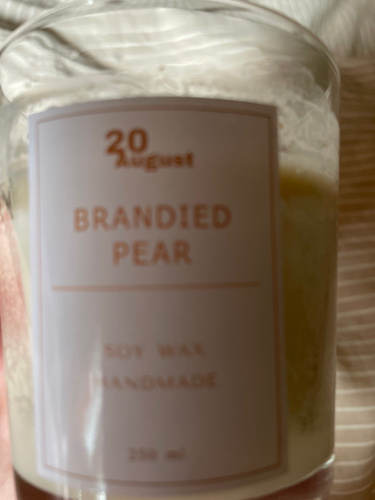 20
August
BRANDIED
PEAR
SOY WAX
HANDMADE
250 ml